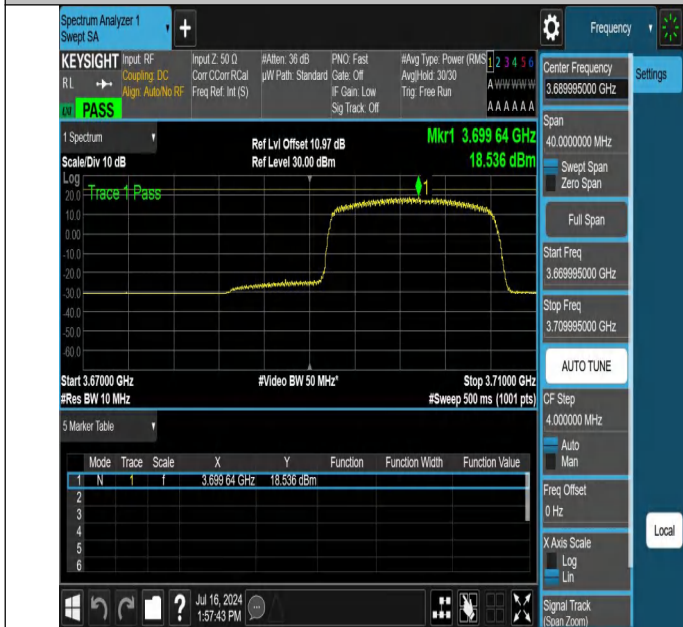 Spectrum Analyzer 1
Swept SA
+
Frequency
KEYSIGHT
RL
PASS
Input: RF
Coupling: DC
Align: Auto/No RF
Input Z: 50 Ω
Corr CCorr RCal
Freq Ref: Int (S)
#Atten: 36 dB
µW Path: Standard
PNO: Fast
Gate: Off
IF Gain: Low
Sig Track: Off
#Avg Type: Power (RMS
Avg|Hold: 30/30
Trig: Free Run
1 2 3 4 5 6
A W W W W W
A A A A A A
1 Spectrum
Scale/Div 10 dB
Ref Lvl Offset 10.97 dB
Ref Level 30.00 dBm
Mkr1 3.699 64 GHz
18.536 dBm
Log
Trace 1 Pass
1
20.0
10.0
0.00
-10.0
-20.0
-30.0
-40.0
-50.0
-60.0
Start 3.67000 GHz
#Res BW 10 MHz
#Video BW 50 MHz*
Stop 3.71000 GHz
#Sweep 500 ms (1001 pts)
5 Marker Table
Mode Trace Scale X Y Function Function Width Function Value
1 N 1 f 3.699 64 GHz 18.536 dBm
2
3
4
5
6
Jul 16, 2024
1:57:43 PM
?
Center Frequency
3.689995000 GHz
Settings
Span
40.0000000 MHz
Swept Span
Zero Span
Full Span
Start Freq
3.669995000 GHz
Stop Freq
3.709995000 GHz
AUTO TUNE
CF Step
4.000000 MHz
Auto
Man
Freq Offset
0 Hz
Local
X Axis Scale
Log
Lin
Signal Track
(Span Zoom)